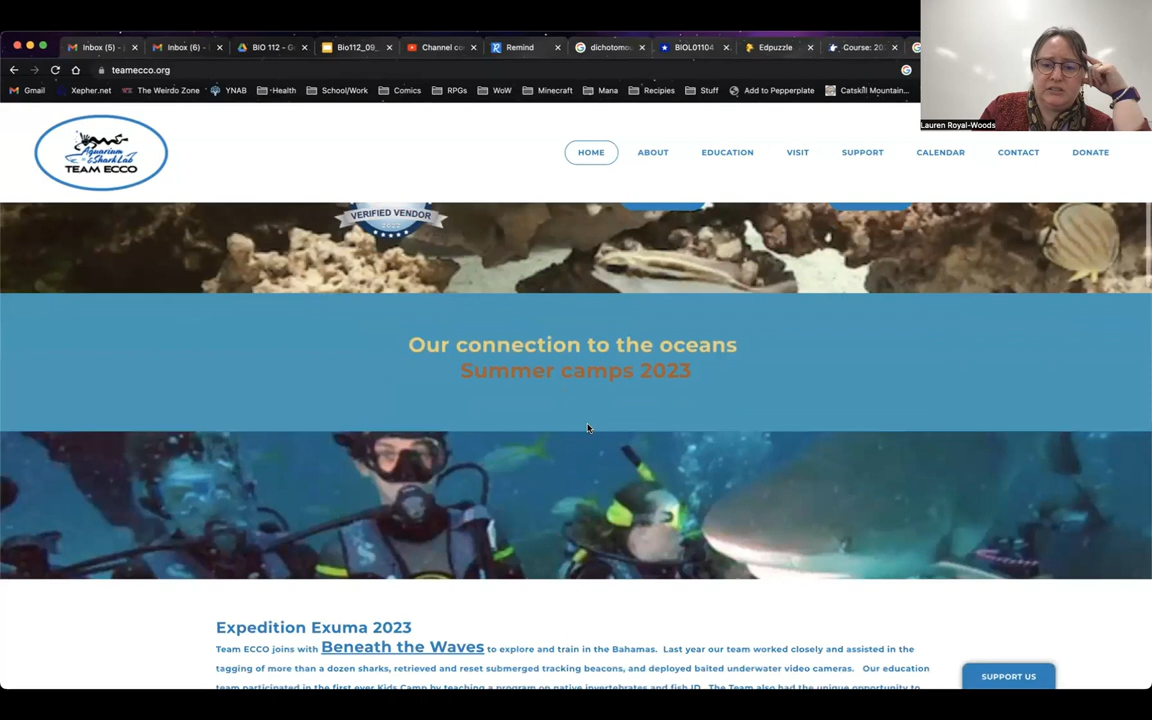 Inbox (5) -
Inbox (6) -
BIO 112 - G
Bio112_09_
Channel co
Remind
dichotomo
BIOL01104
Edpuzzle
Course: 20
teamecco.org
Gmail
Xepher.net
The Weirdo Zone
YNAB
Health
School/Work
Comics
RPGs
WoW
Minecraft
Mana
Recipies
Stuff
Add to Pepperplate
Catskill Mountain...
Lauren Royal-Woods
Aquarium
& Shark Lab
TEAM ECCO
HOME
ABOUT
EDUCATION
VISIT
SUPPORT
CALENDAR
CONTACT
DONATE
VERIFIED VENDOR
2022
Our connection to the oceans
Summer camps 2023
Expedition Exuma 2023
Team ECCO joins with Beneath the Waves to explore and train in the Bahamas. Last year our team worked closely and assisted in the
tagging of more than a dozen sharks, retrieved and reset submerged tracking beacons, and deployed baited underwater video cameras. Our education
team participated in the first ever Kids Camp by teaching a program on native invertebrates and fish ID. The Team also had the unique opportunity to
SUPPORT US